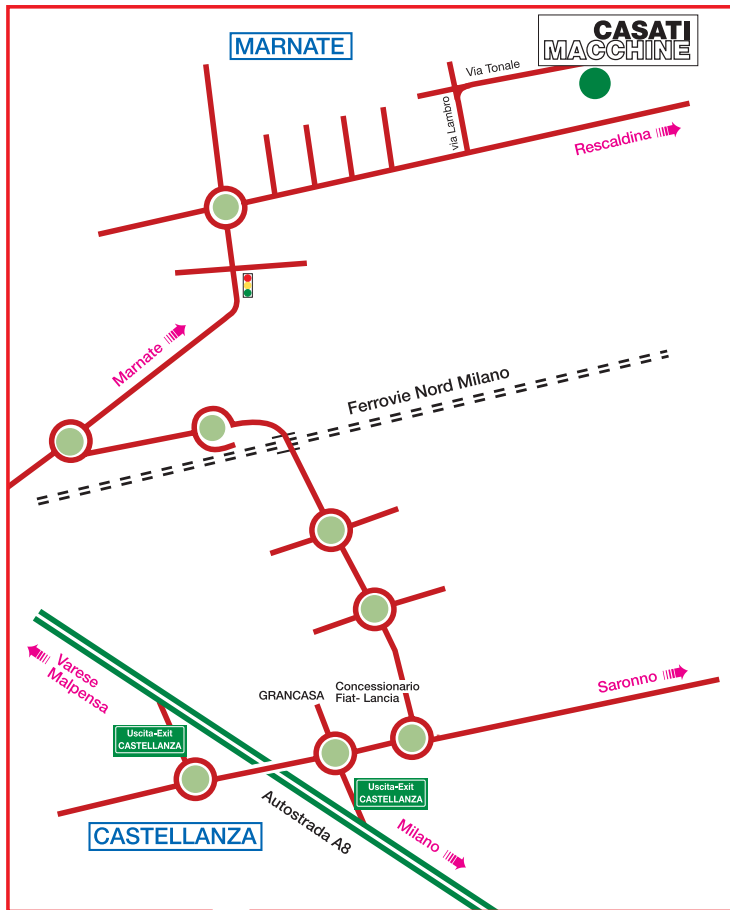 CASATI
MACCHINE
MARNATE
Via Tonale
via Lambro
Rescaldina
Marnate
Ferrovie Nord Milano
Varese
Malpensa
Saronno
GRANCASA
Concessionario
Fiat- Lancia
Uscita-Exit
CASTELLANZA
Uscita-Exit
CASTELLANZA
Autostrada A8
Milano
CASTELLANZA